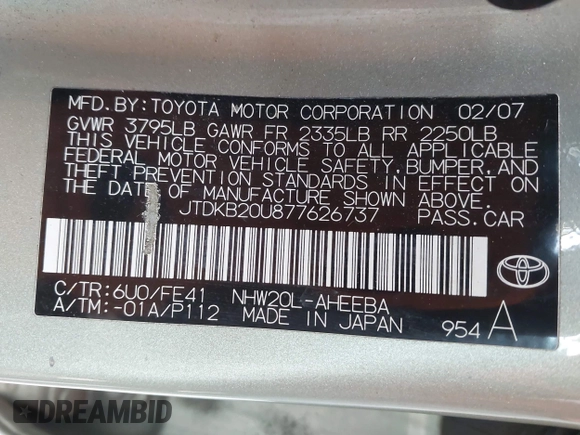 MFD.BY:TOYOTA MOTOR CORPORATION 02/07
GVWR 3795LB GAWR FR 2335LB RR 2250LB
THIS VEHICLE CONFORMS TO ALL APPLICABLE
FEDERAL MOTOR VEHICLE SAFETY, BUMPER, AND
THEFT PREVENTION STANDARDS IN EFFECT ON
THE DATE OF MANUFACTURE SHOWN ABOVE.
JTDKB20U877626737 PASS.CAR
C/TR:6U0/FE41 NHW20L-AHEEBA
A/TM:-01A/P112 MADE IN JAPAN 954 A
DREAMBID